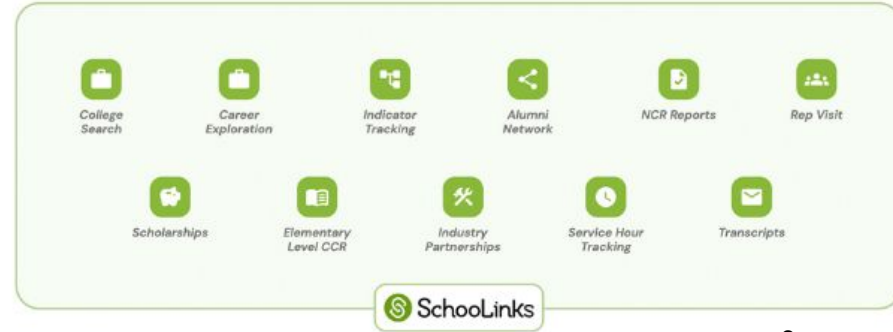 College
Search
Career
Exploration
Indicator
Tracking
Alumni
Network
NCR Reports
Rep Visit
Scholarships
Elementary
Level CCR
Industry
Partnerships
Service Hour
Tracking
Transcripts
SchooLinks